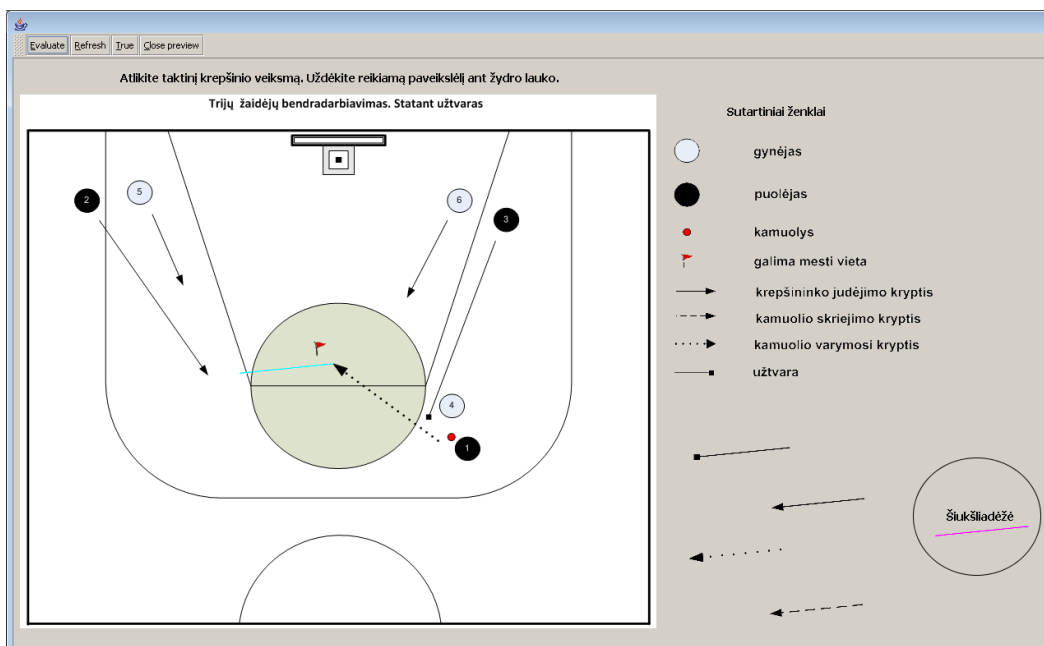 Evaluate Refresh True Close preview
Atlikite taktinį krepšinio veiksmą. Uždėkite reikiamą paveikslėlį ant žydro lauko.
Trijų žaidėjų bendradarbiavimas. Statant užtvaras
Sutartiniai ženklai
gynėjas
puolėjas
kamuolys
galima mesti vieta
krepšininko judėjimo kryptis
kamuolio skriejimo kryptis
kamuolio varymosi kryptis
užtvara
2
5
6
3
4
1
Šiukšliadėžė